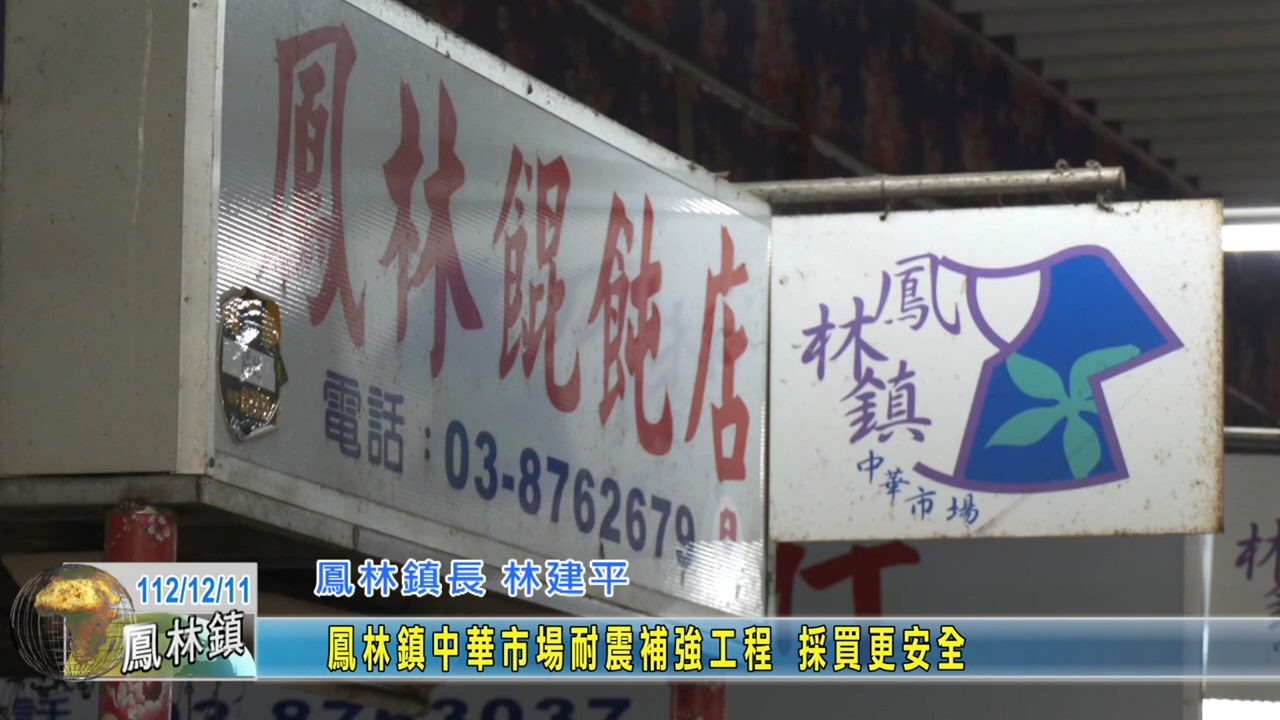 鳳林餛飩店
電話：03-8762679
鳳林鎮
中華市場
鳳林鎮長 林建平
112/12/11
鳳林鎮
鳳林鎮中華市場耐震補強工程 採買更安全